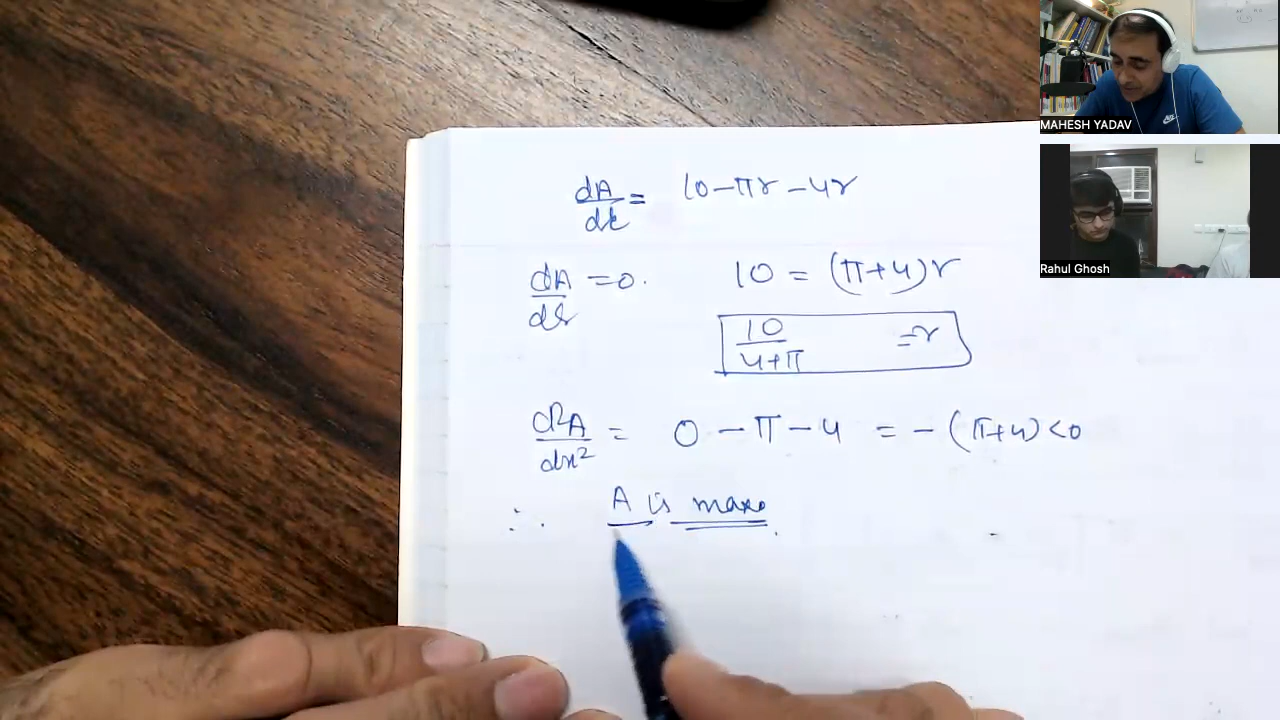 dA/dr = 10 - πr - 4r
dA/dr = 0. 10 = (π+4)r
10/4+π = r
d²A/dx² = 0 - π - 4 = -(π+4) < 0
∴ A is max.
MAHESH YADAV
Rahul Ghosh